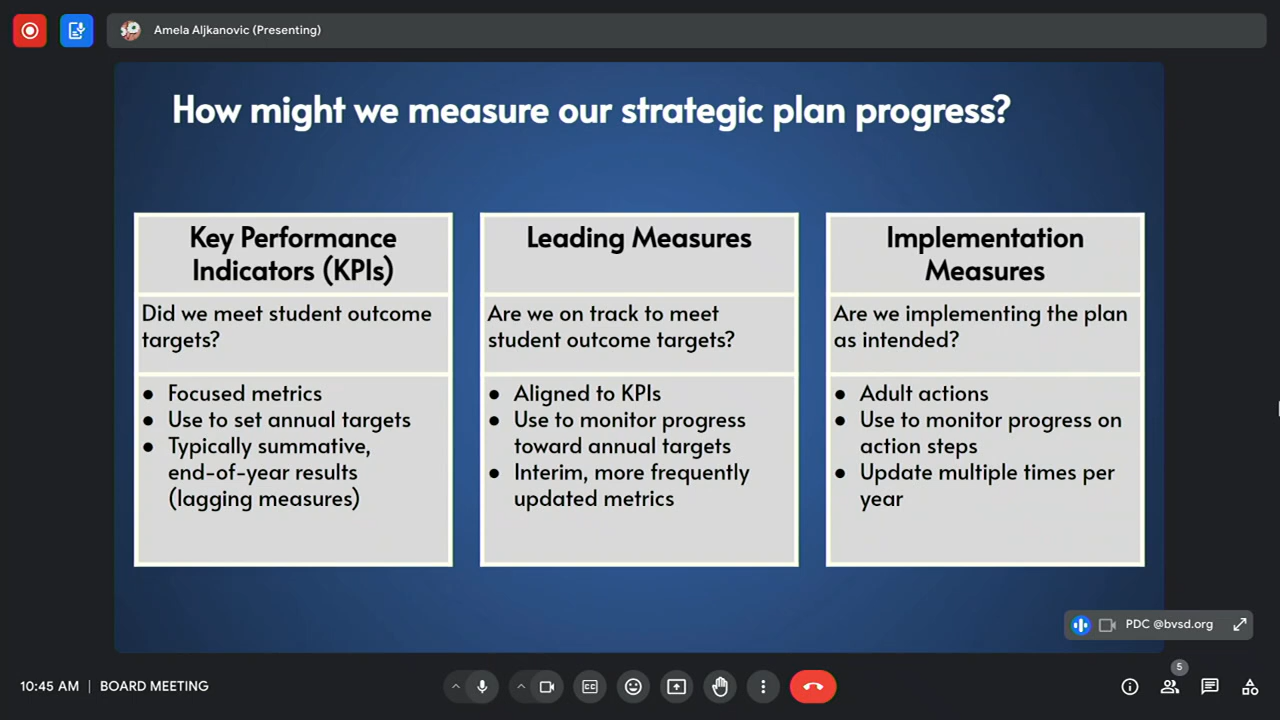 Amela Aljkanovic (Presenting)
How might we measure our strategic plan progress?
Key Performance
Indicators (KPIs)
Did we meet student outcome
targets?
● Focused metrics
● Use to set annual targets
● Typically summative,
end-of-year results
(lagging measures)
Leading Measures
Are we on track to meet
student outcome targets?
● Aligned to KPIs
● Use to monitor progress
toward annual targets
● Interim, more frequently
updated metrics
Implementation
Measures
Are we implementing the plan
as intended?
● Adult actions
● Use to monitor progress on
action steps
● Update multiple times per
year
PDC @bvsd.org
10:45 AM | BOARD MEETING
CC
5